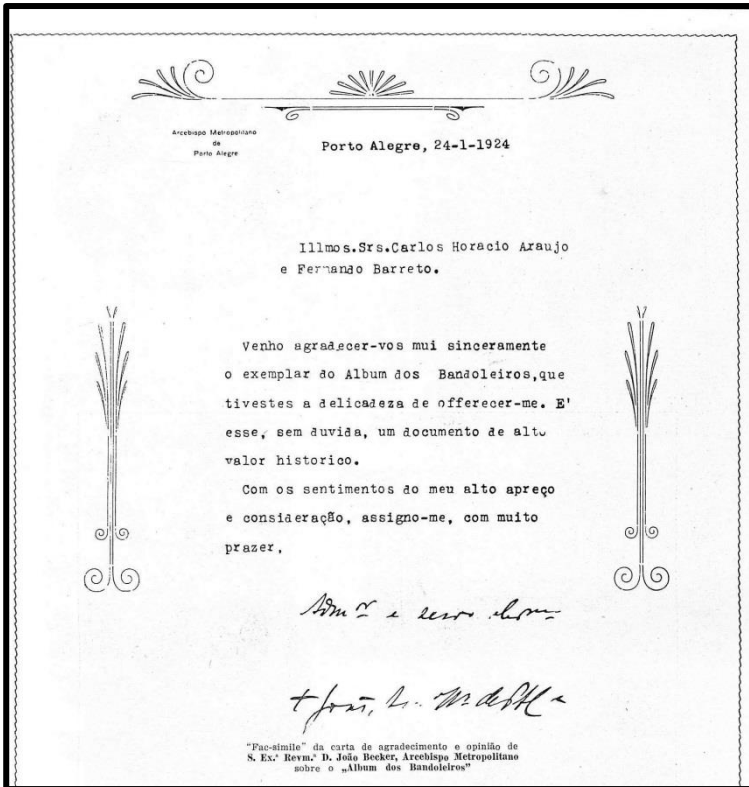 Arcebispo Metropolitano
de
Porto Alegre
Porto Alegre, 24-1-1924
Illmos.Srs.Carlos Horacio Araujo
e Fernando Barreto.
Venho agradecer-vos mui sinceramente
o exemplar do Album dos Bandoleiros,que
tivestes a delicadeza de offerecer-me. E'
esse, sem duvida, um documento de alto
valor historico.
Com os sentimentos do meu alto apreço
e consideração, assigno-me, com muito
prazer,
e servo
+ João,
"Fac-simile" da carta de agradecimento e opinião de
S. Ex.ª Revm.ª D. João Becker, Arcebispo Metropolitano
sobre o „Album dos Bandoleiros"